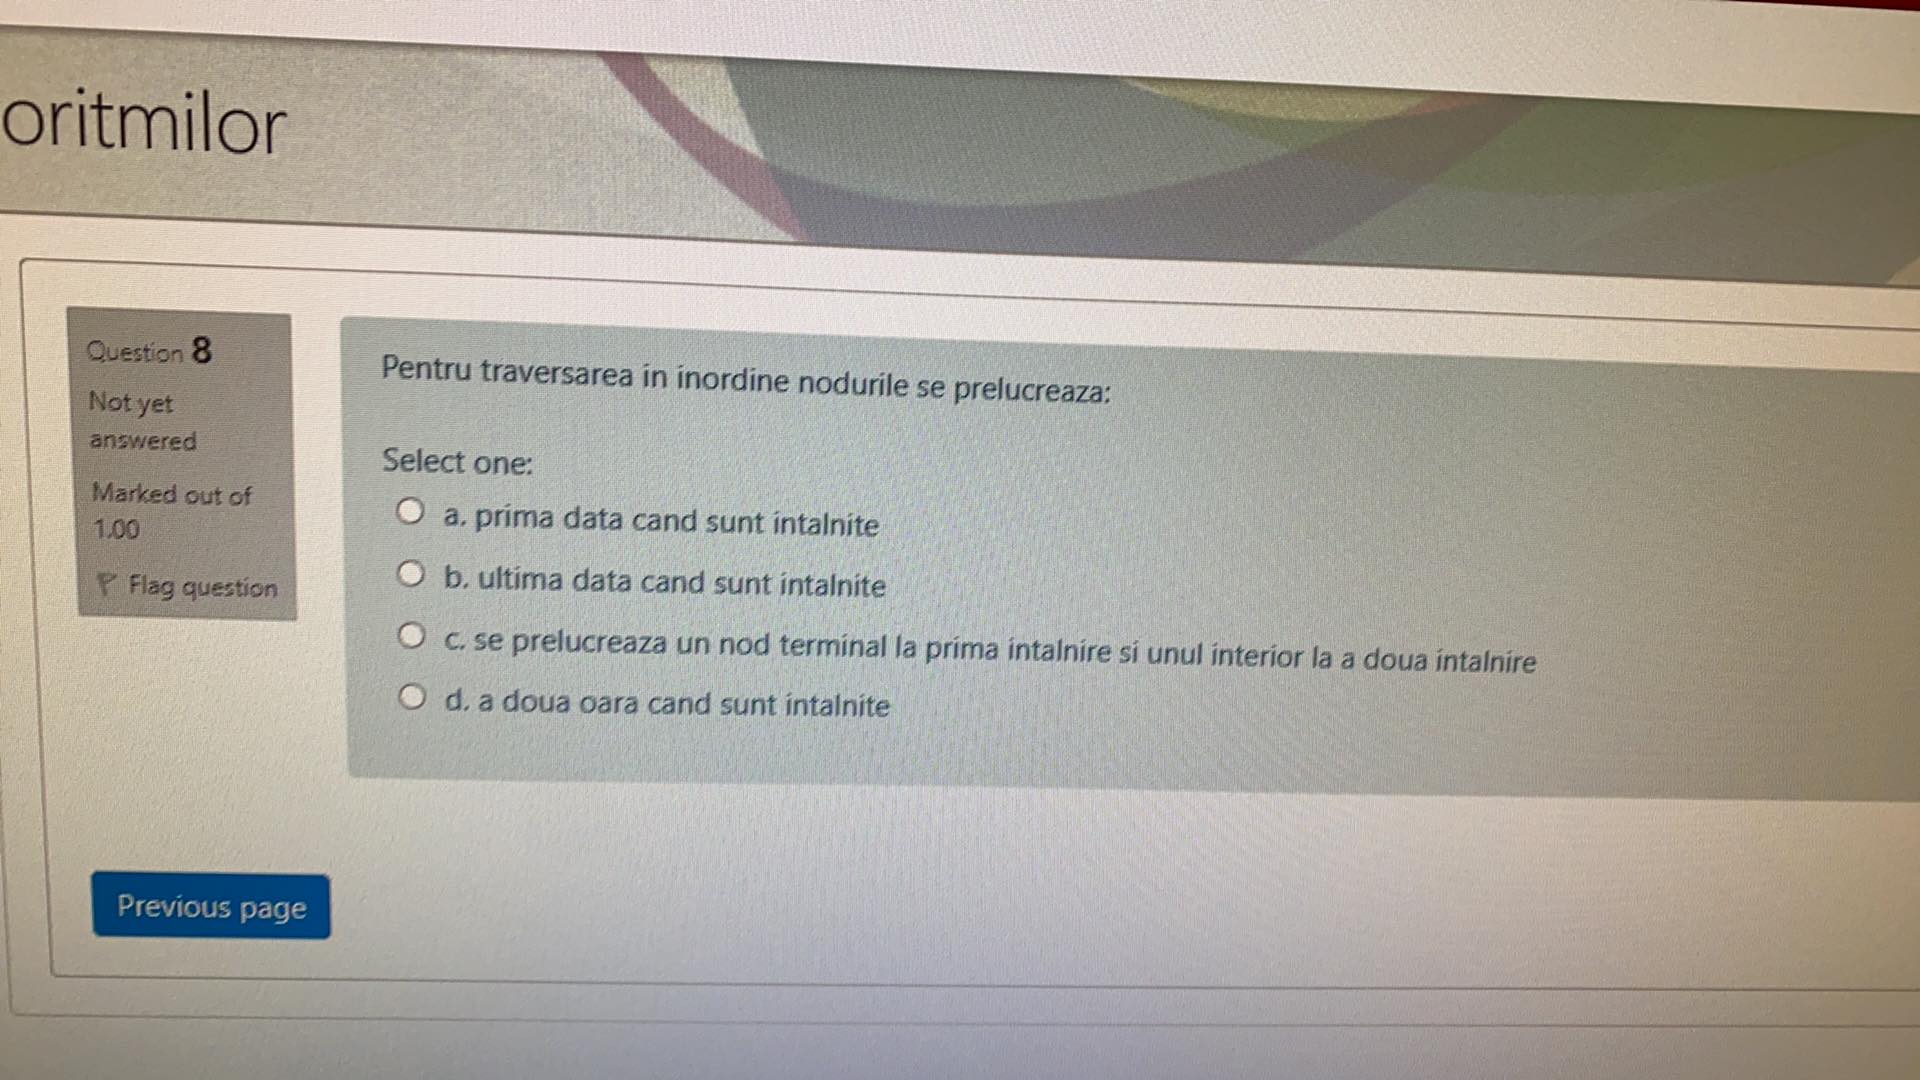 oritmilor
Question 8
Not yet
answered
Marked out of
1.00
Flag question
Pentru traversarea in inordine nodurile se prelucreaza:
Select one:
a. prima data cand sunt intalnite
b. ultima data cand sunt intalnite
c. se prelucreaza un nod terminal la prima intalnire si unul interior la a doua intalnire
d. a doua oara cand sunt intalnite
Previous page